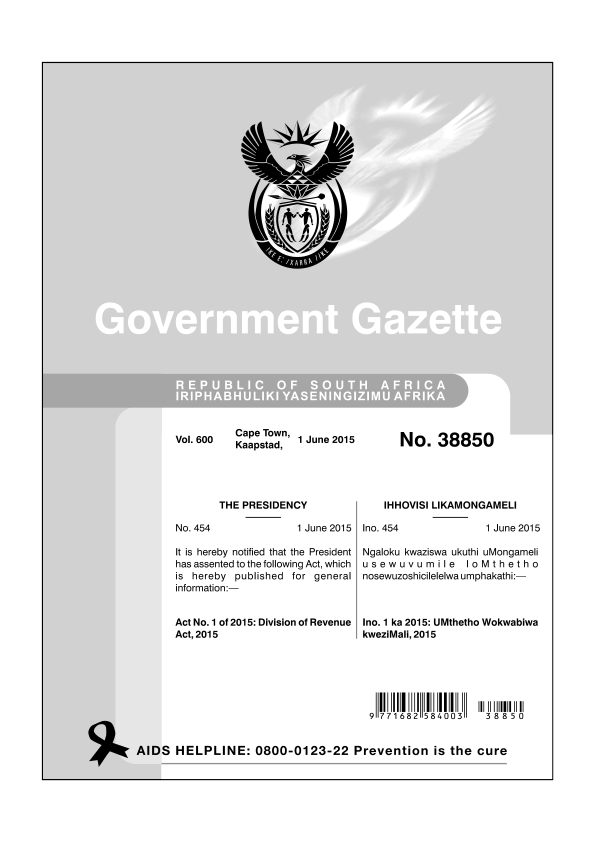 !KE E: /XARRA //KE
Government Gazette
REPUBLIC OF SOUTH AFRICA
IRIPHABHULIKI YASENINGIZIMU AFRIKA
Vol. 600
Cape Town,
Kaapstad,
1 June 2015
No. 38850
THE PRESIDENCY
No. 454 1 June 2015
It is hereby notified that the President
has assented to the following Act, which
is hereby published for general
information:—
Act No. 1 of 2015: Division of Revenue
Act, 2015
IHHOVISI LIKAMONGAMELI
Ino. 454 1 June 2015
Ngaloku kwaziswa ukuthi uMongameli
usewuvumile loMthetho
nosewuzoshicilelelwa umphakathi:—
Ino. 1 ka 2015: UMthetho Wokwabiwa
kweziMali, 2015
9 771682 584003
38850
AIDS HELPLINE: 0800-0123-22 Prevention is the cure